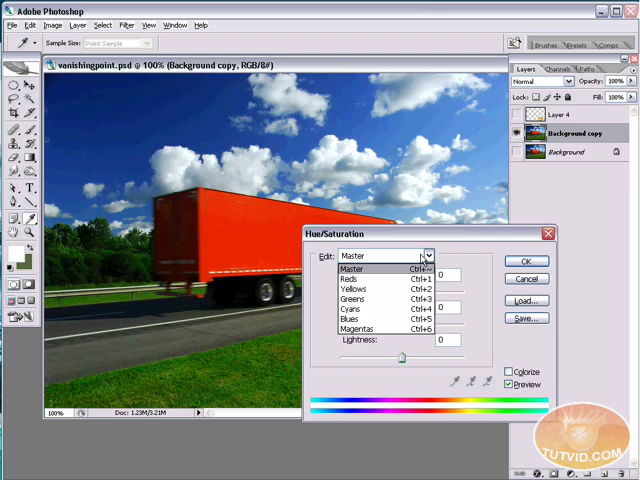 Adobe Photoshop
File Edit Image Layer Select Filter View Window Help
Sample Size: Point Sample
Brushes Presets Comps
vanishingpoint.psd @ 100% (Background copy, RGB/8#)
Layers Channels Paths
Normal Opacity: 100%
Lock: Fill: 100%
Layer 4
Background copy
Background
Hue/Saturation
Edit: Master
Master Ctrl+~
Reds Ctrl+1
Yellows Ctrl+2
Greens Ctrl+3
Cyans Ctrl+4
Blues Ctrl+5
Magentas Ctrl+6
0
0
Lightness: 0
OK
Cancel
Load...
Save...
Colorize
Preview
100% Doc: 1.23M/3.21M
TUTVID.COM